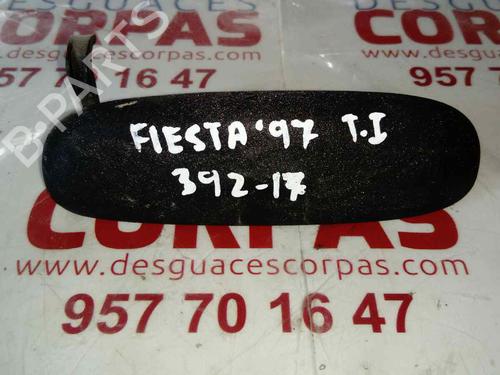 CORPAS
www.desguacescorpas.com
957 70 16 47
957
B-PARTS
FIESTA '97 T.I
392-17
CORPAS
www.desguacescorpas.com
957 70 16 47